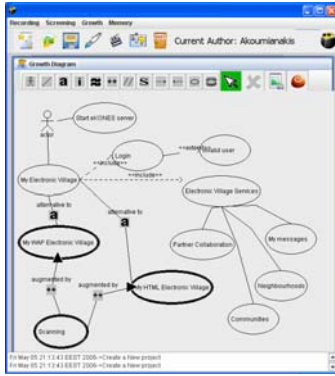 Recording Screening Growth Memory
Current Author: Akoumianakis
Growth Diagram
a i S
Start eKONES server
actor
Login
<<extend>>
Invalid user
<<include>>
<<include>>
My Electronic Village
Electronic Village Services
alternative to
a
alternative to
a
My WAP Electronic Village
Partner Collaboration
My messages
augmented by
augmented by
My HTML Electronic Village
Neighbourhoods
Scanning
Communities
Fri May 05 21:13:43 EEST 2006->Create a New project
Fri May 05 21:13:43 EEST 2006->Create a New project